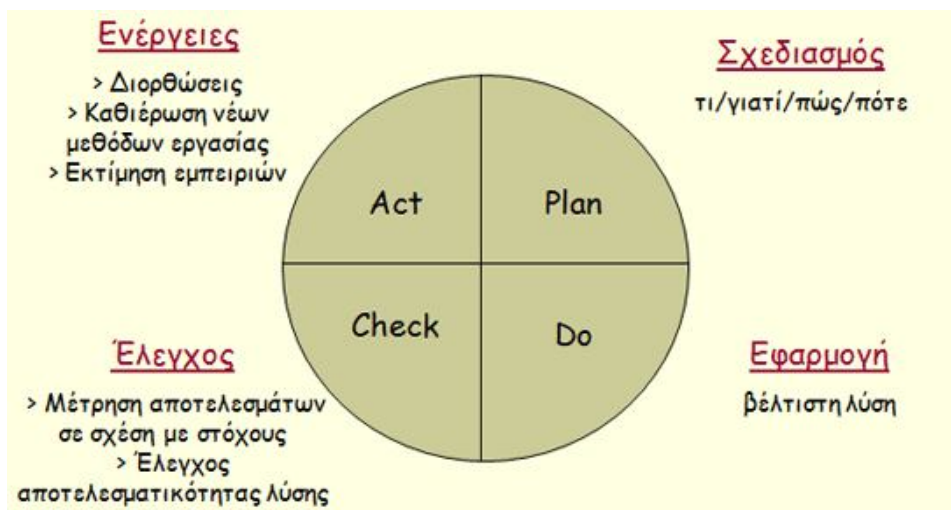 Ενέργειες
> Διορθώσεις
> Καθιέρωση νέων
μεθόδων εργασίας
> Εκτίμηση εμπειριών
Σχεδιασμός
τι/γιατί/πώς/πότε
Act
Plan
Check
Do
Έλεγχος
> Μέτρηση αποτελεσμάτων
σε σχέση με στόχους
> Έλεγχος
αποτελεσματικότητας λύσης
Εφαρμογή
βέλτιστη λύση